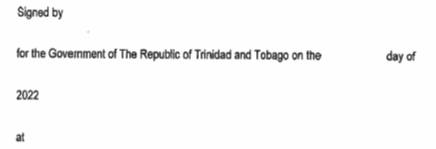 Signed by
for the Government of The Republic of Trinidad and Tobago on the day of
2022
at